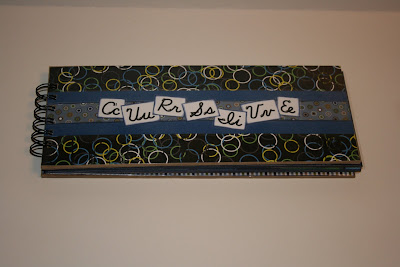 Cc Uu Rr Ss Ii Vv Ee